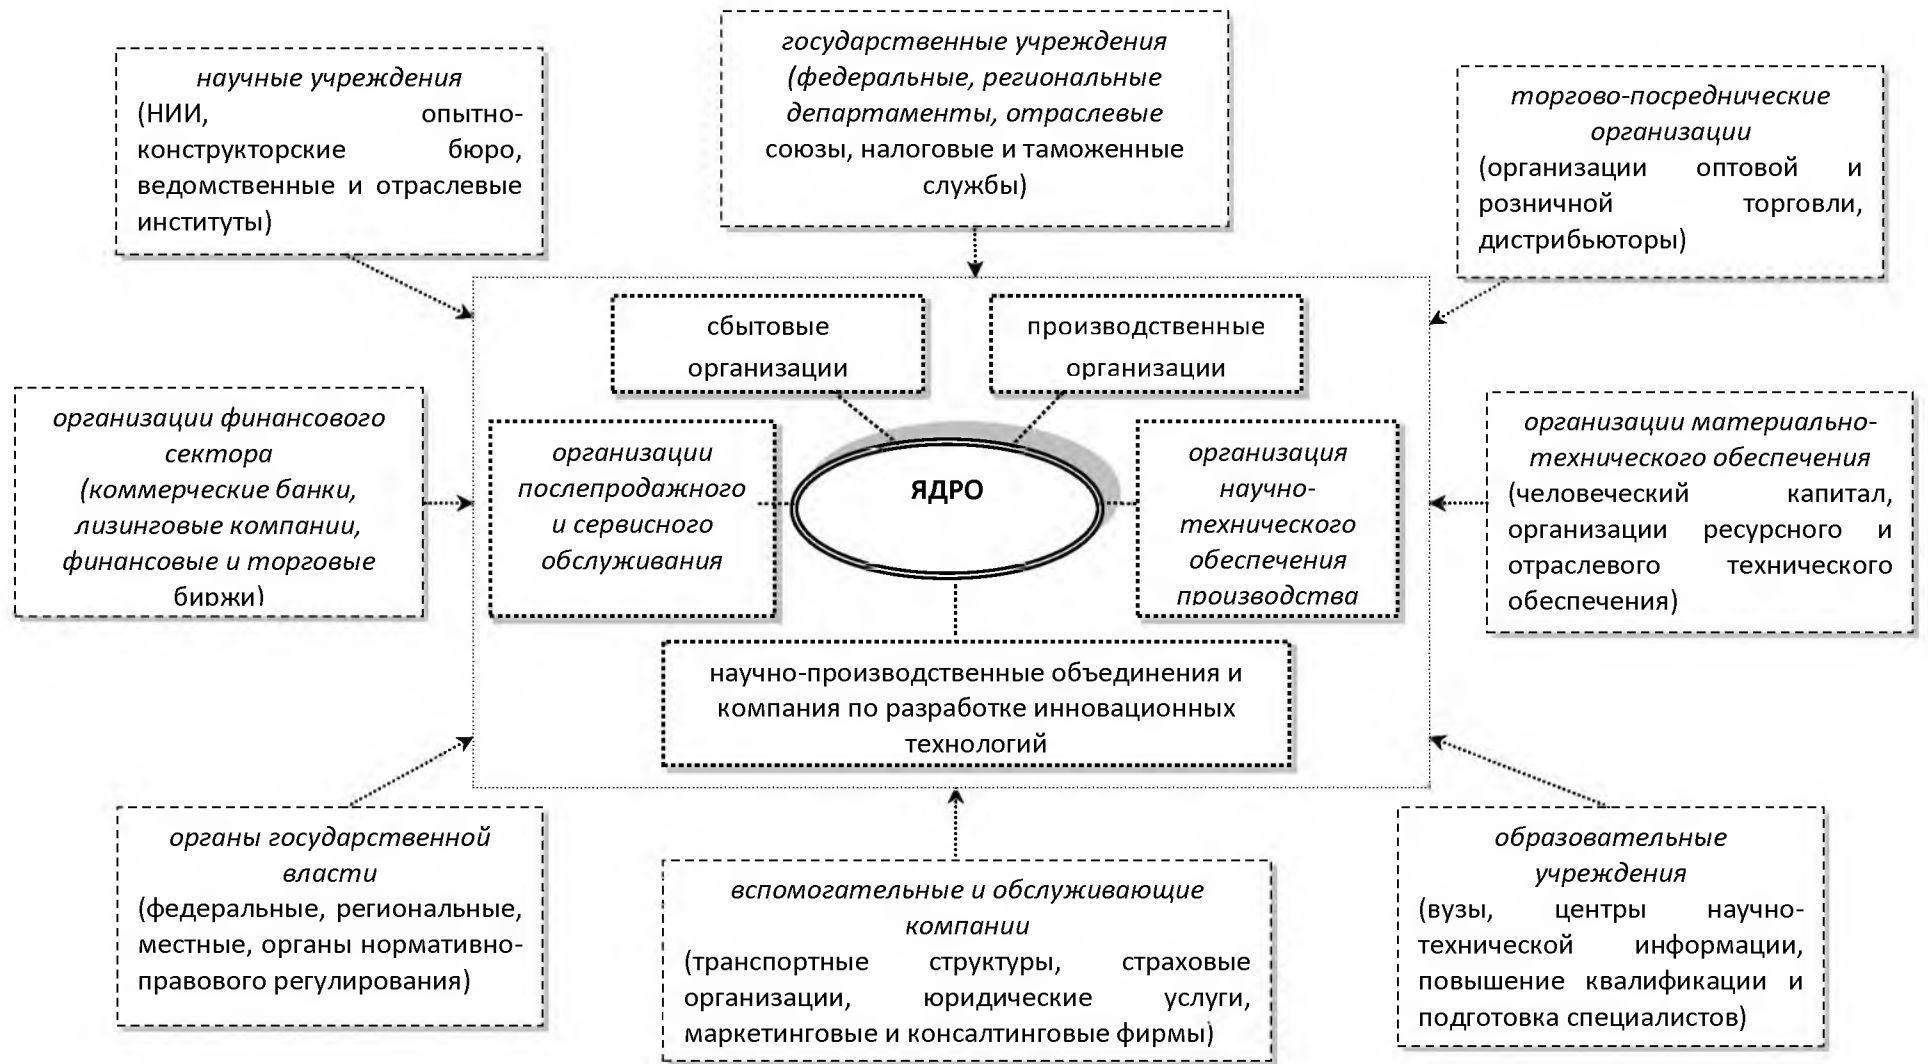 научные учреждения
(НИИ, опытно-
конструкторские бюро,
ведомственные и отраслевые
институты)
государственные учреждения
(федеральные, региональные
департаменты, отраслевые
союзы, налоговые и таможенные
службы)
торгово-посреднические
организации
(организации оптовой и
розничной торговли,
дистрибьюторы)
сбытовые
организации
производственные
организации
организации финансового
сектора
(коммерческие банки,
лизинговые компании,
финансовые и торговые
биржи)
организации
послепродажного
и сервисного
обслуживания
ЯДРО
организация
научно-
технического
обеспечения
производства
организации материально-
технического обеспечения
(человеческий капитал,
организации ресурсного и
отраслевого технического
обеспечения)
научно-производственные объединения и
компания по разработке инновационных
технологий
органы государственной
власти
(федеральные, региональные,
местные, органы нормативно-
правового регулирования)
вспомогательные и обслуживающие
компании
(транспортные структуры, страховые
организации, юридические услуги,
маркетинговые и консалтинговые фирмы)
образовательные
учреждения
(вузы, центры научно-
технической информации,
повышение квалификации и
подготовка специалистов)